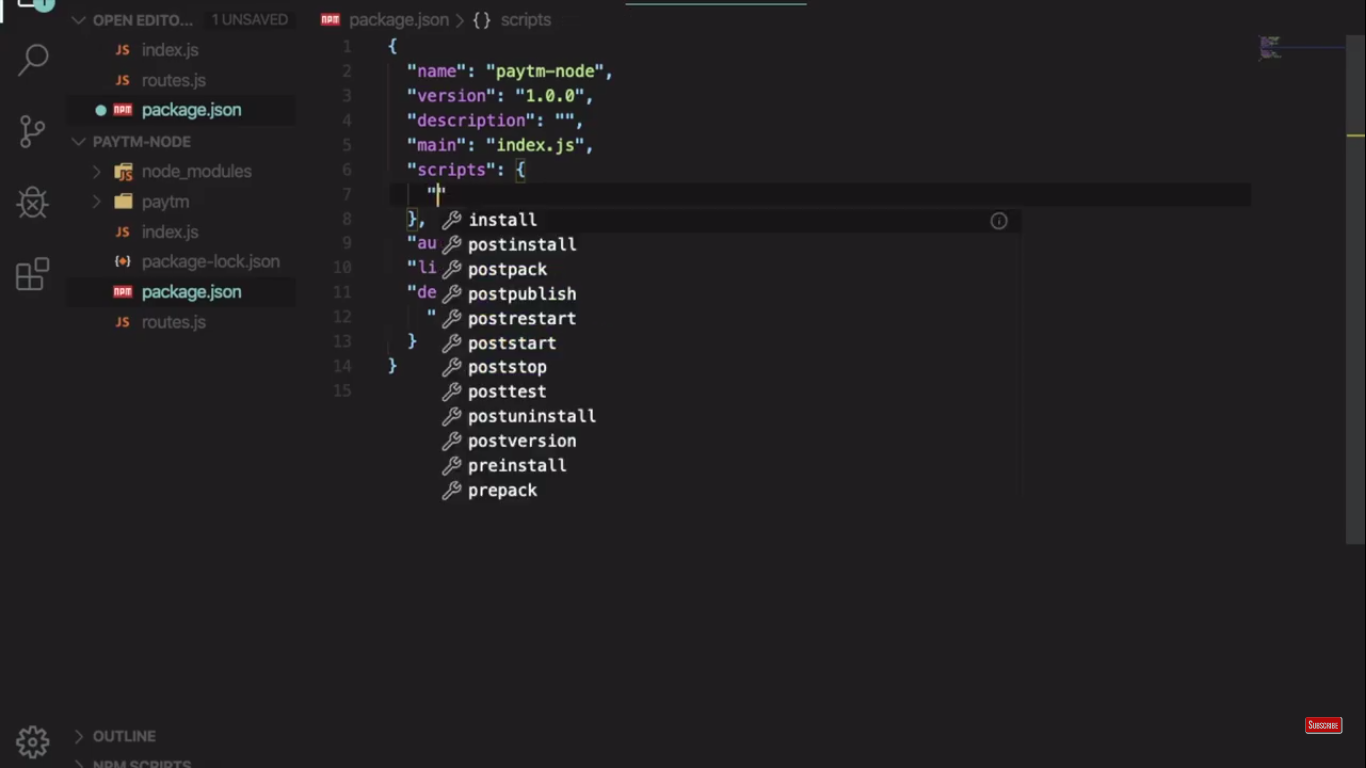 OPEN EDITO... 1 UNSAVED
JS index.js
JS routes.js
npm package.json
PAYTM-NODE
node_modules
paytm
JS index.js
package-lock.json
npm package.json
JS routes.js
OUTLINE
NPM SCRIPTS
npm package.json > {} scripts
1 {
2 "name": "paytm-node",
3 "version": "1.0.0",
4 "description": "",
5 "main": "index.js",
6 "scripts": {
7 ""
8 },
9 "au
10 "li
11 "de
12 "
13 }
14 }
15
install
postinstall
postpack
postpublish
postrestart
poststart
poststop
posttest
postuninstall
postversion
preinstall
prepack
SUBSCRIBE